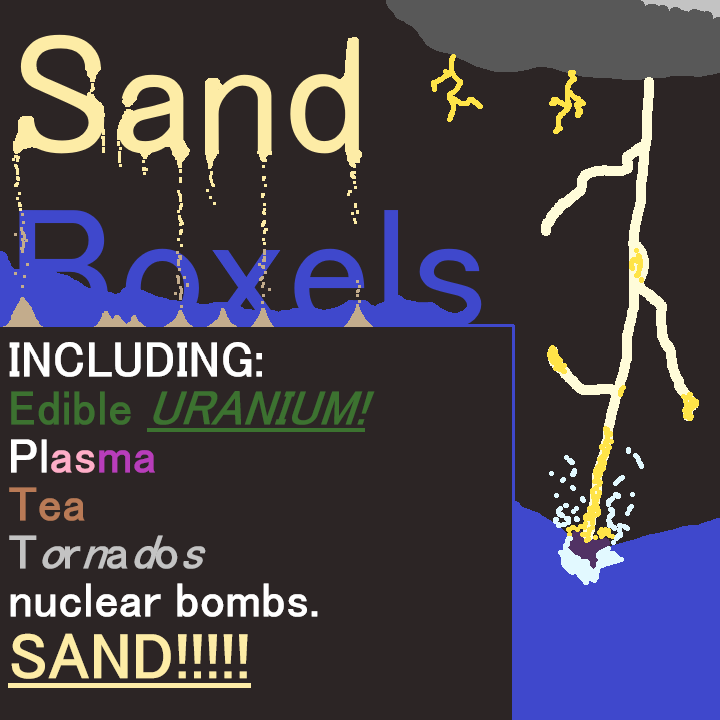 Sand
Boxels
INCLUDING:
Edible URANIUM!
Plasma
Tea
Tornados
nuclear bombs.
SAND!!!!!